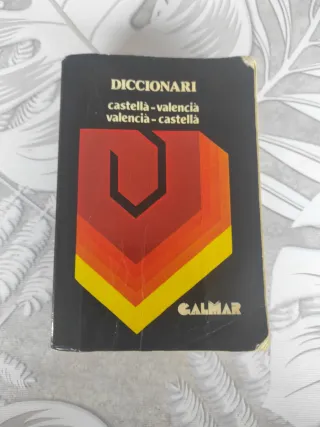 DICCIONARI
castellà-valencià
valencià-castellà
GALMAR